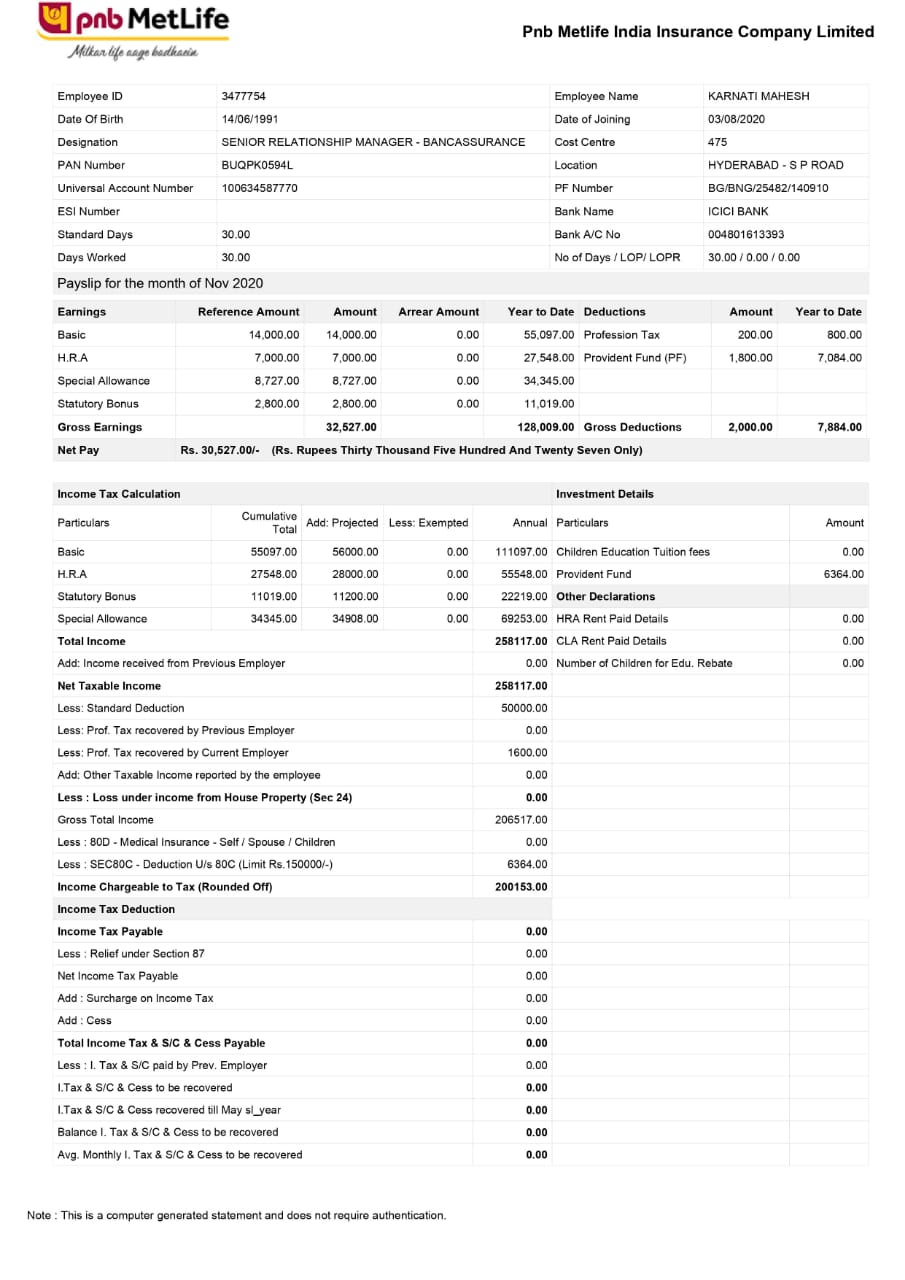 pnb MetLife
Milkar life aage badhaein
Pnb Metlife India Insurance Company Limited
Employee ID 3477754 Employee Name KARNATI MAHESH
Date Of Birth 14/06/1991 Date of Joining 03/08/2020
Designation SENIOR RELATIONSHIP MANAGER - BANCASSURANCE Cost Centre 475
PAN Number BUQPK0594L Location HYDERABAD - S P ROAD
Universal Account Number 100634587770 PF Number BG/BNG/25482/140910
ESI Number Bank Name ICICI BANK
Standard Days 30.00 Bank A/C No 004801613393
Days Worked 30.00 No of Days / LOP/ LOPR 30.00 / 0.00 / 0.00
Payslip for the month of Nov 2020
Earnings Reference Amount Amount Arrear Amount Year to Date Deductions Amount Year to Date
Basic 14,000.00 14,000.00 0.00 55,097.00 Profession Tax 200.00 800.00
H.R.A 7,000.00 7,000.00 0.00 27,548.00 Provident Fund (PF) 1,800.00 7,084.00
Special Allowance 8,727.00 8,727.00 0.00 34,345.00
Statutory Bonus 2,800.00 2,800.00 0.00 11,019.00
Gross Earnings 32,527.00 128,009.00 Gross Deductions 2,000.00 7,884.00
Net Pay Rs. 30,527.00/- (Rs. Rupees Thirty Thousand Five Hundred And Twenty Seven Only)
Income Tax Calculation Investment Details
Particulars Cumulative Total Add: Projected Less: Exempted Annual Particulars Amount
Basic 55097.00 56000.00 0.00 111097.00 Children Education Tuition fees 0.00
H.R.A 27548.00 28000.00 0.00 55548.00 Provident Fund 6364.00
Statutory Bonus 11019.00 11200.00 0.00 22219.00 Other Declarations
Special Allowance 34345.00 34908.00 0.00 69253.00 HRA Rent Paid Details 0.00
Total Income 258117.00 CLA Rent Paid Details 0.00
Add: Income received from Previous Employer 0.00 Number of Children for Edu. Rebate 0.00
Net Taxable Income 258117.00
Less: Standard Deduction 50000.00
Less: Prof. Tax recovered by Previous Employer 0.00
Less: Prof. Tax recovered by Current Employer 1600.00
Add: Other Taxable Income reported by the employee 0.00
Less : Loss under income from House Property (Sec 24) 0.00
Gross Total Income 206517.00
Less : 80D - Medical Insurance - Self / Spouse / Children 0.00
Less : SEC80C - Deduction U/s 80C (Limit Rs.150000/-) 6364.00
Income Chargeable to Tax (Rounded Off) 200153.00
Income Tax Deduction
Income Tax Payable 0.00
Less : Relief under Section 87 0.00
Net Income Tax Payable 0.00
Add : Surcharge on Income Tax 0.00
Add : Cess 0.00
Total Income Tax & S/C & Cess Payable 0.00
Less : I. Tax & S/C paid by Prev. Employer 0.00
I.Tax & S/C & Cess to be recovered 0.00
I.Tax & S/C & Cess recovered till May sl_year 0.00
Balance I. Tax & S/C & Cess to be recovered 0.00
Avg. Monthly I. Tax & S/C & Cess to be recovered 0.00
Note : This is a computer generated statement and does not require authentication.